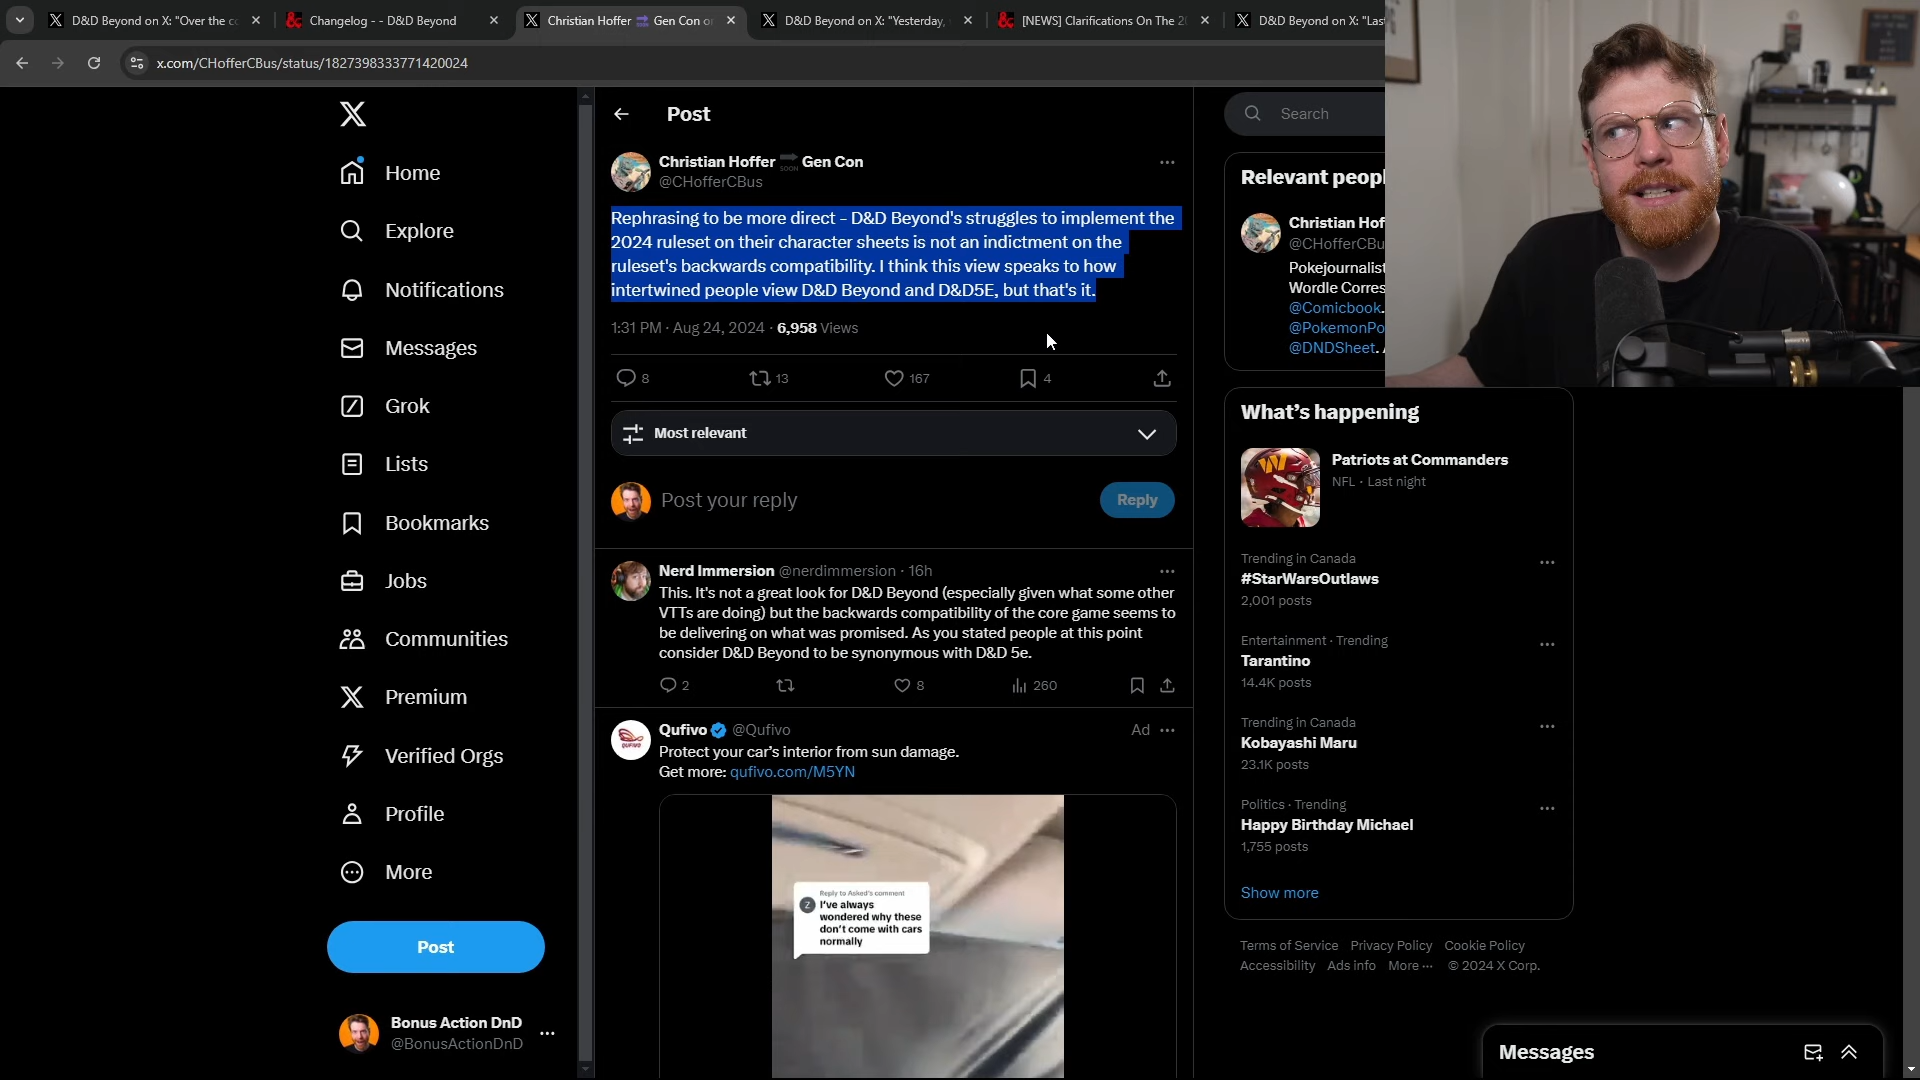 D&D Beyond on X: "Over the co
Changelog - - D&D Beyond
Christian Hoffer Gen Con on
D&D Beyond on X: "Yesterday,
[NEWS] Clarifications On The 2
D&D Beyond on X: "Last
x.com/CHofferCBus/status/1827398333771420024
Home
Explore
Notifications
Messages
Grok
Lists
Bookmarks
Jobs
Communities
Premium
Verified Orgs
Profile
More
Post
Bonus Action DnD
@BonusActionDnD
Post
Christian Hoffer SOON Gen Con
@CHofferCBus
Rephrasing to be more direct - D&D Beyond's struggles to implement the
2024 ruleset on their character sheets is not an indictment on the
ruleset's backwards compatibility. I think this view speaks to how
intertwined people view D&D Beyond and D&D5E, but that's it.
1:31 PM · Aug 24, 2024 · 6,958 Views
8
13
167
4
Most relevant
Post your reply
Reply
Nerd Immersion @nerdimmersion · 16h
This. It's not a great look for D&D Beyond (especially given what some other
VTTs are doing) but the backwards compatibility of the core game seems to
be delivering on what was promised. As you stated people at this point
consider D&D Beyond to be synonymous with D&D 5e.
2
8
260
Qufivo @Qufivo
Ad
Protect your car's interior from sun damage.
Get more: qufivo.com/M5YN
QUFIVO
Z
Reply to Asked's comment
I've always
wondered why these
don't come with cars
normally
Search
Relevant peopl
Christian Hof
@CHofferCBu
Pokejournalist
Wordle Corres
@Comicbook.
@PokemonPo
@DNDSheet.
What's happening
Patriots at Commanders
NFL · Last night
Trending in Canada
#StarWarsOutlaws
2,001 posts
Entertainment · Trending
Tarantino
14.4K posts
Trending in Canada
Kobayashi Maru
23.1K posts
Politics · Trending
Happy Birthday Michael
1,755 posts
Show more
Terms of Service Privacy Policy Cookie Policy
Accessibility Ads info More ··· © 2024 X Corp.
Messages